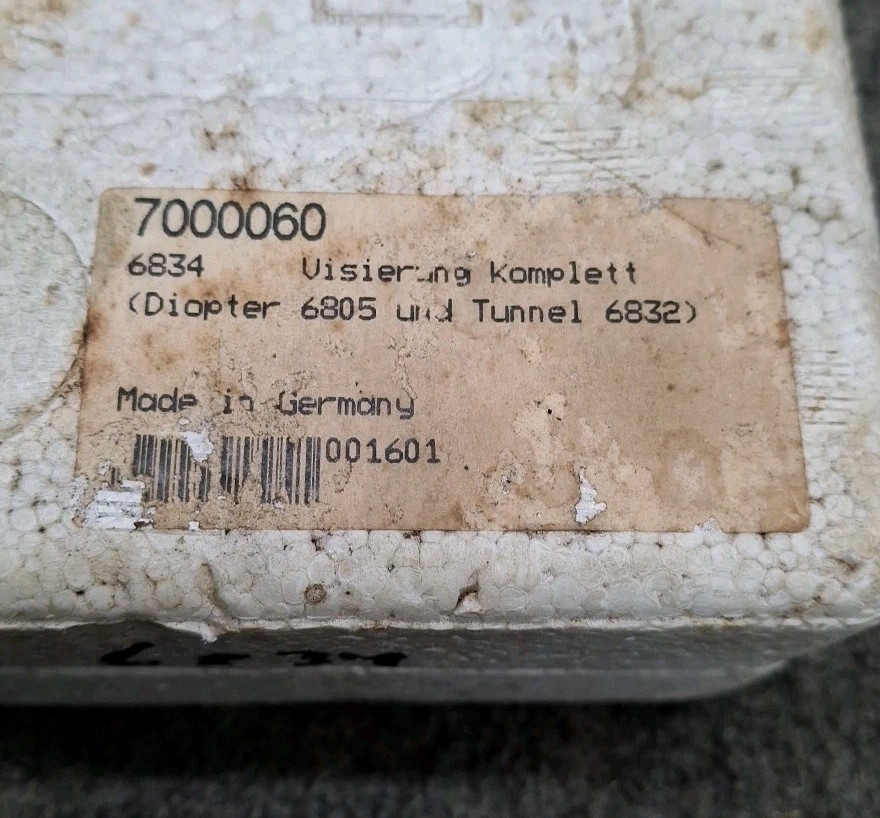 7000060
6834 Visierung Komplett
(Diopter 6805 und Tunnel 6832)
Made in Germany
001601